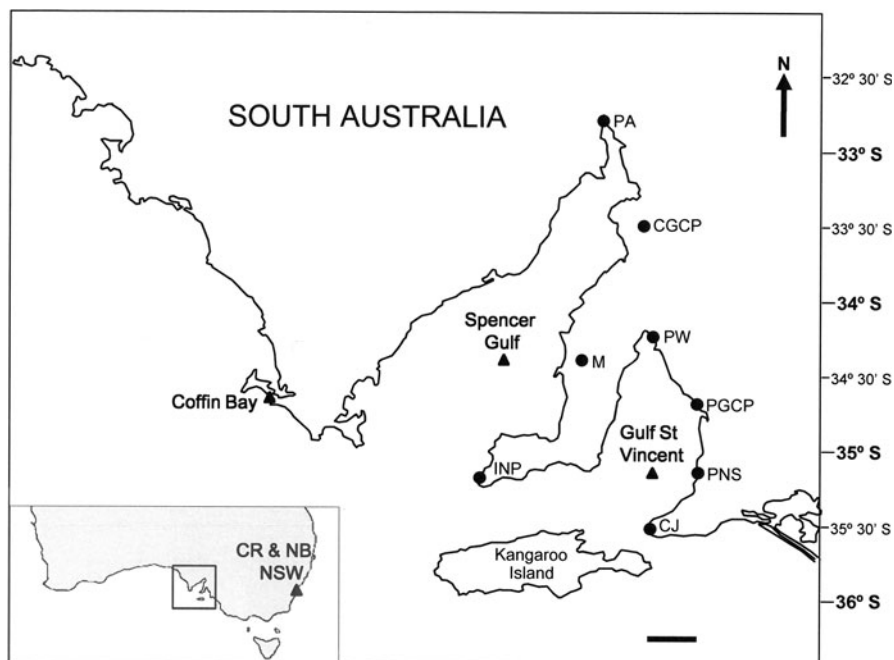 N
32º 30' S
SOUTH AUSTRALIA
PA
33º S
CGCP
33º 30' S
34º S
Spencer
Gulf
PW
M
34º 30' S
Coffin Bay
PGCP
Gulf St
Vincent
35º S
INP
PNS
CJ
35º 30' S
CR & NB
NSW
Kangaroo
Island
36º S